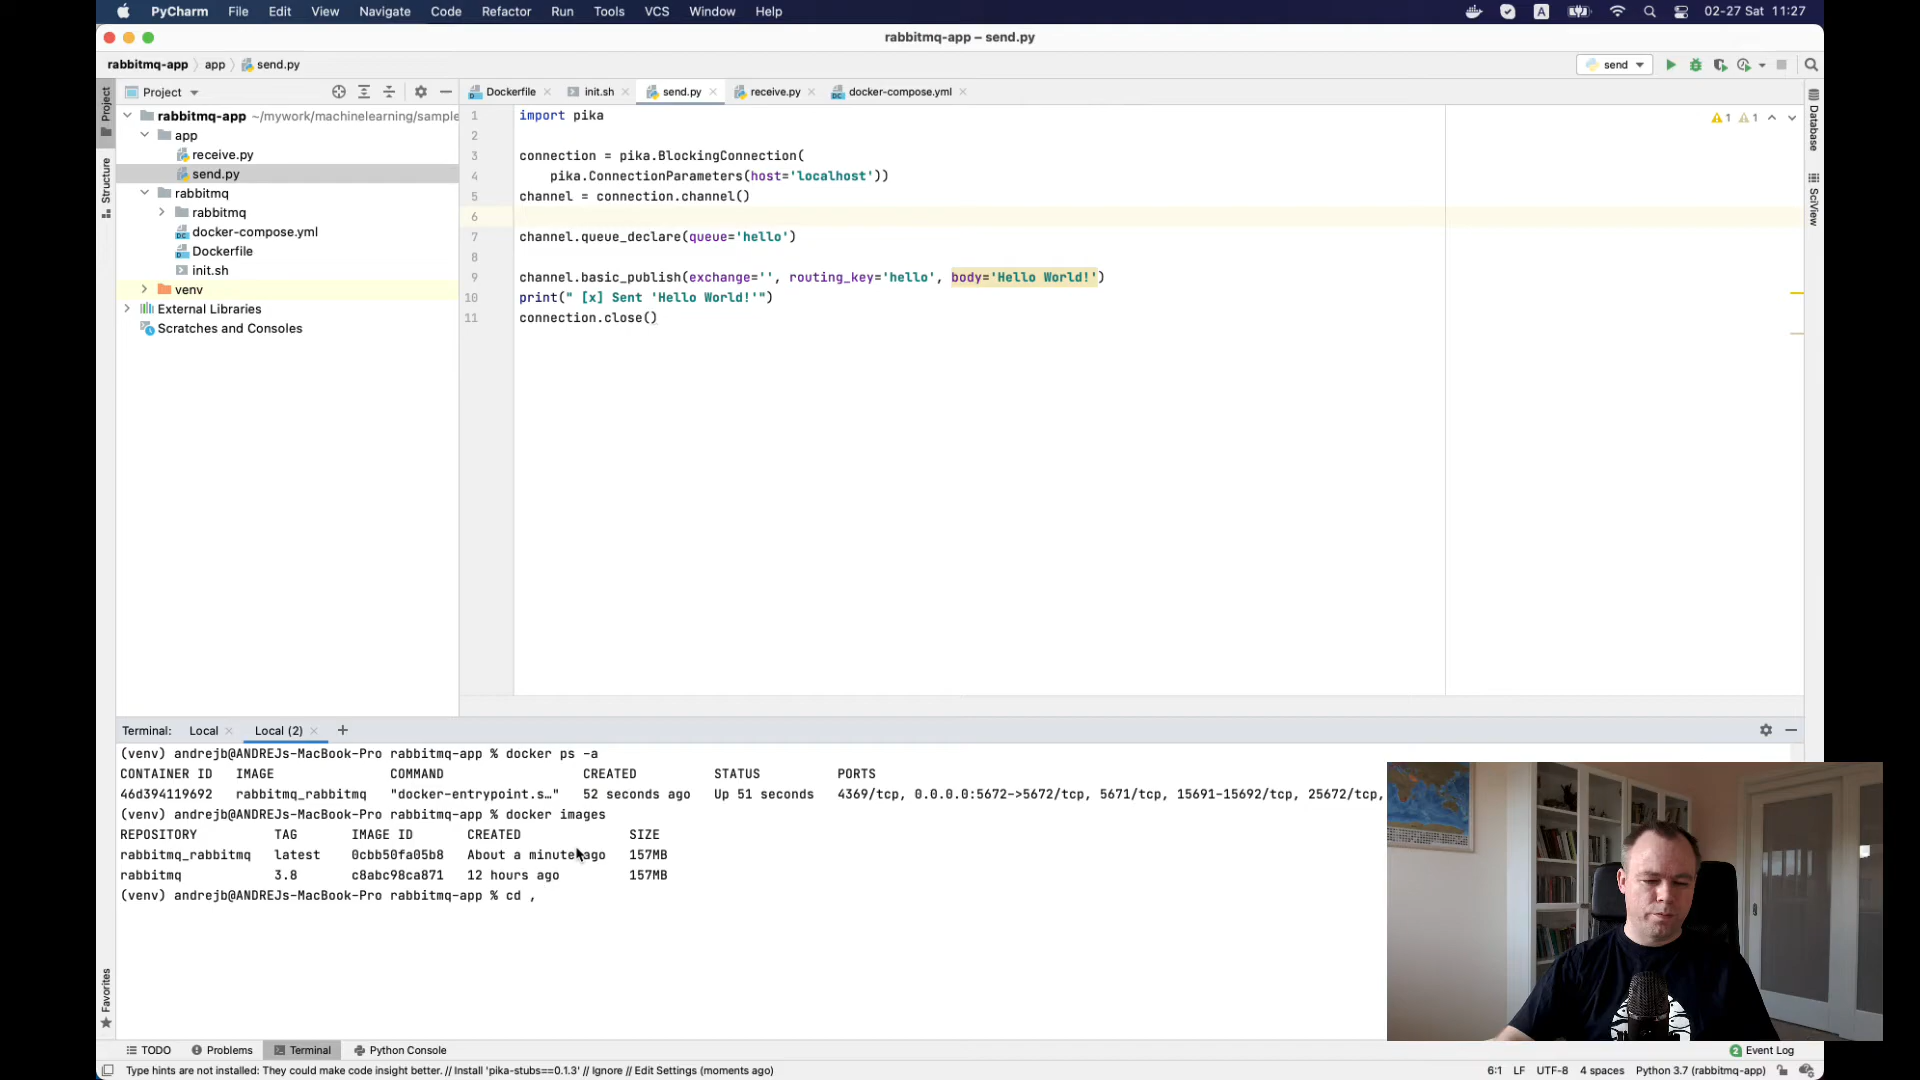 PyCharm File Edit View Navigate Code Refactor Run Tools VCS Window Help A 02-27 Sat 11:27
rabbitmq-app – send.py
rabbitmq-app app send.py send
Project Dockerfile init.sh send.py receive.py docker-compose.yml
Project
Structure
Favorites
Database
SciView
rabbitmq-app ~/mywork/machinelearning/sample
app
receive.py
send.py
rabbitmq
rabbitmq
docker-compose.yml
Dockerfile
init.sh
venv
External Libraries
Scratches and Consoles
1 1
1 import pika
2
3 connection = pika.BlockingConnection(
4 pika.ConnectionParameters(host='localhost'))
5 channel = connection.channel()
6
7 channel.queue_declare(queue='hello')
8
9 channel.basic_publish(exchange='', routing_key='hello', body='Hello World!')
10 print(" [x] Sent 'Hello World!'")
11 connection.close()
Terminal: Local Local (2)
(venv) andrejb@ANDREJs-MacBook-Pro rabbitmq-app % docker ps -a
CONTAINER ID IMAGE COMMAND CREATED STATUS PORTS
46d394119692 rabbitmq_rabbitmq "docker-entrypoint.s…" 52 seconds ago Up 51 seconds 4369/tcp, 0.0.0.0:5672->5672/tcp, 5671/tcp, 15691-15692/tcp, 25672/tcp,
(venv) andrejb@ANDREJs-MacBook-Pro rabbitmq-app % docker images
REPOSITORY TAG IMAGE ID CREATED SIZE
rabbitmq_rabbitmq latest 0cbb50fa05b8 About a minute ago 157MB
rabbitmq 3.8 c8abc98ca871 12 hours ago 157MB
(venv) andrejb@ANDREJs-MacBook-Pro rabbitmq-app % cd ,
TODO Problems Terminal Python Console 2 Event Log
Type hints are not installed: They could make code insight better. // Install 'pika-stubs==0.1.3' // Ignore // Edit Settings (moments ago) 6:1 LF UTF-8 4 spaces Python 3.7 (rabbitmq-app)